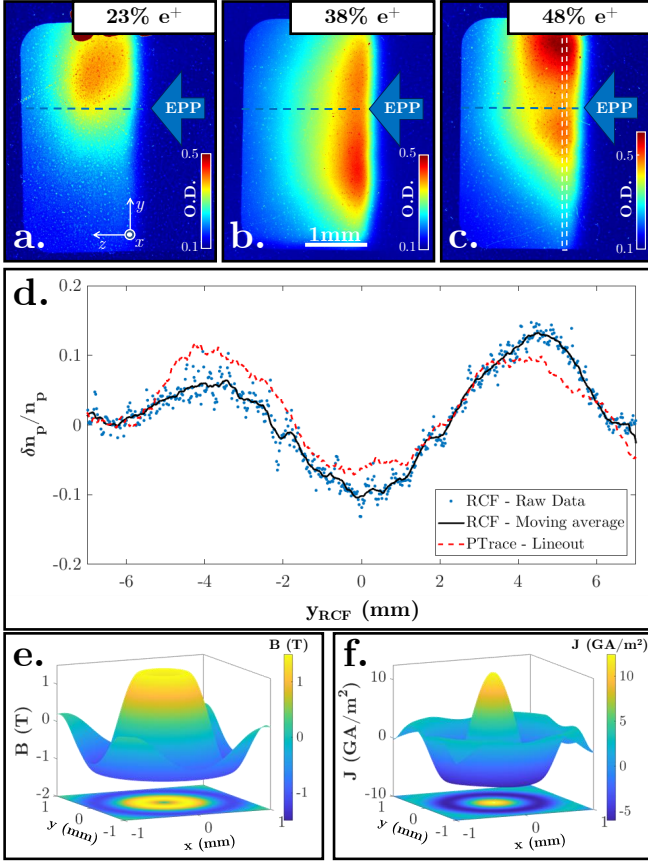 23% e⁺
38% e⁺
48% e⁺
EPP
EPP
EPP
0.5
O.D.
0.1
0.5
O.D.
0.1
0.5
O.D.
0.1
y
z
x
1mm
a.
b.
c.
d.
0.2
0.1
0
-0.1
-0.2
δn_p/n_p
RCF - Raw Data
RCF - Moving average
PTrace - Lineout
-6
-4
-2
0
2
4
6
y_RCF (mm)
e.
B (T)
1
0
-1
-2
B (T)
1
0
-1
1
0
-1
y (mm)
-1
0
1
x (mm)
f.
J (GA/m²)
10
0
-10
J (GA/m²)
10
5
0
-5
1
0
-1
y (mm)
-1
0
1
x (mm)